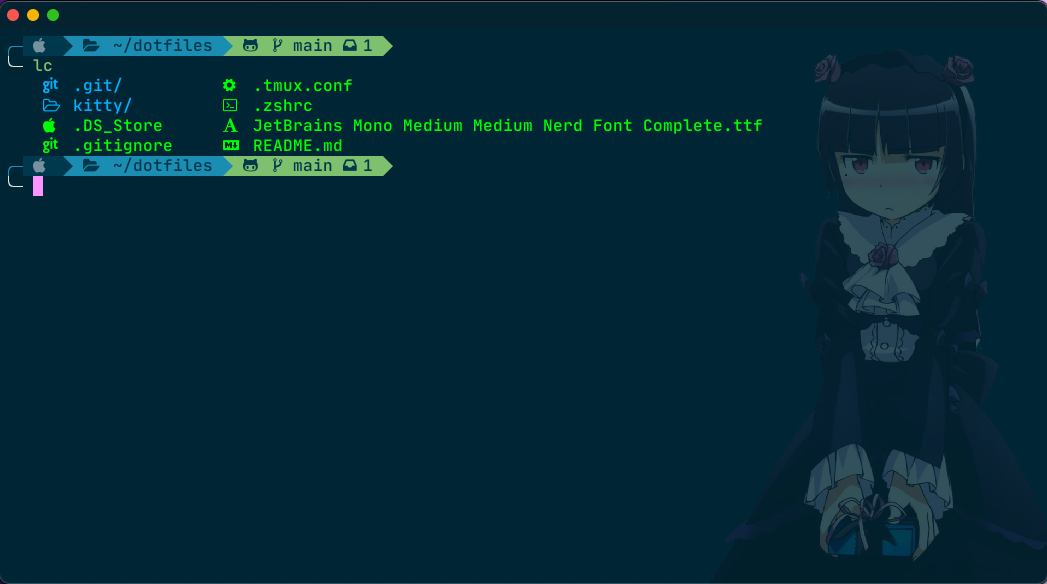 ~/dotfiles main 1
lc
git .git/ .tmux.conf
kitty/ .zshrc
.DS_Store A JetBrains Mono Medium Medium Nerd Font Complete.ttf
git .gitignore README.md
~/dotfiles main 1